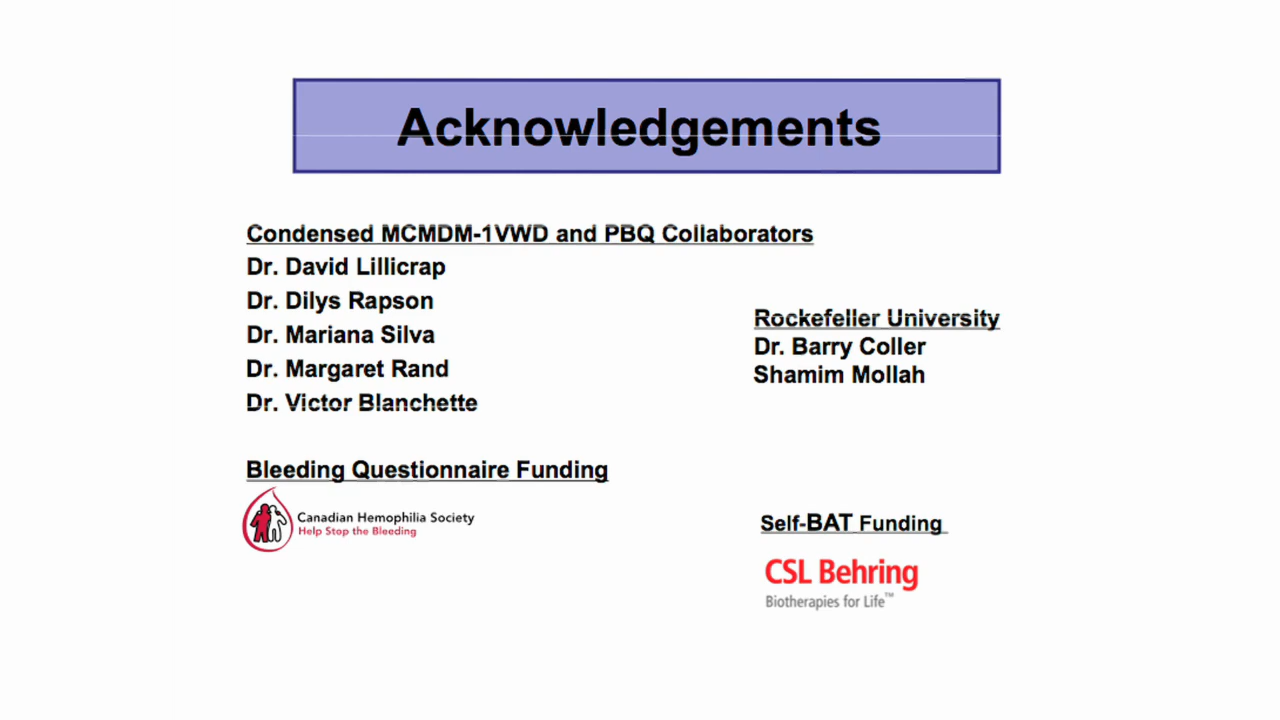 Acknowledgements
Condensed MCMDM-1VWD and PBQ Collaborators
Dr. David Lillicrap
Dr. Dilys Rapson
Dr. Mariana Silva
Dr. Margaret Rand
Dr. Victor Blanchette
Rockefeller University
Dr. Barry Coller
Shamim Mollah
Bleeding Questionnaire Funding
Canadian Hemophilia Society
Help Stop the Bleeding
Self-BAT Funding
CSL Behring
Biotherapies for Life™